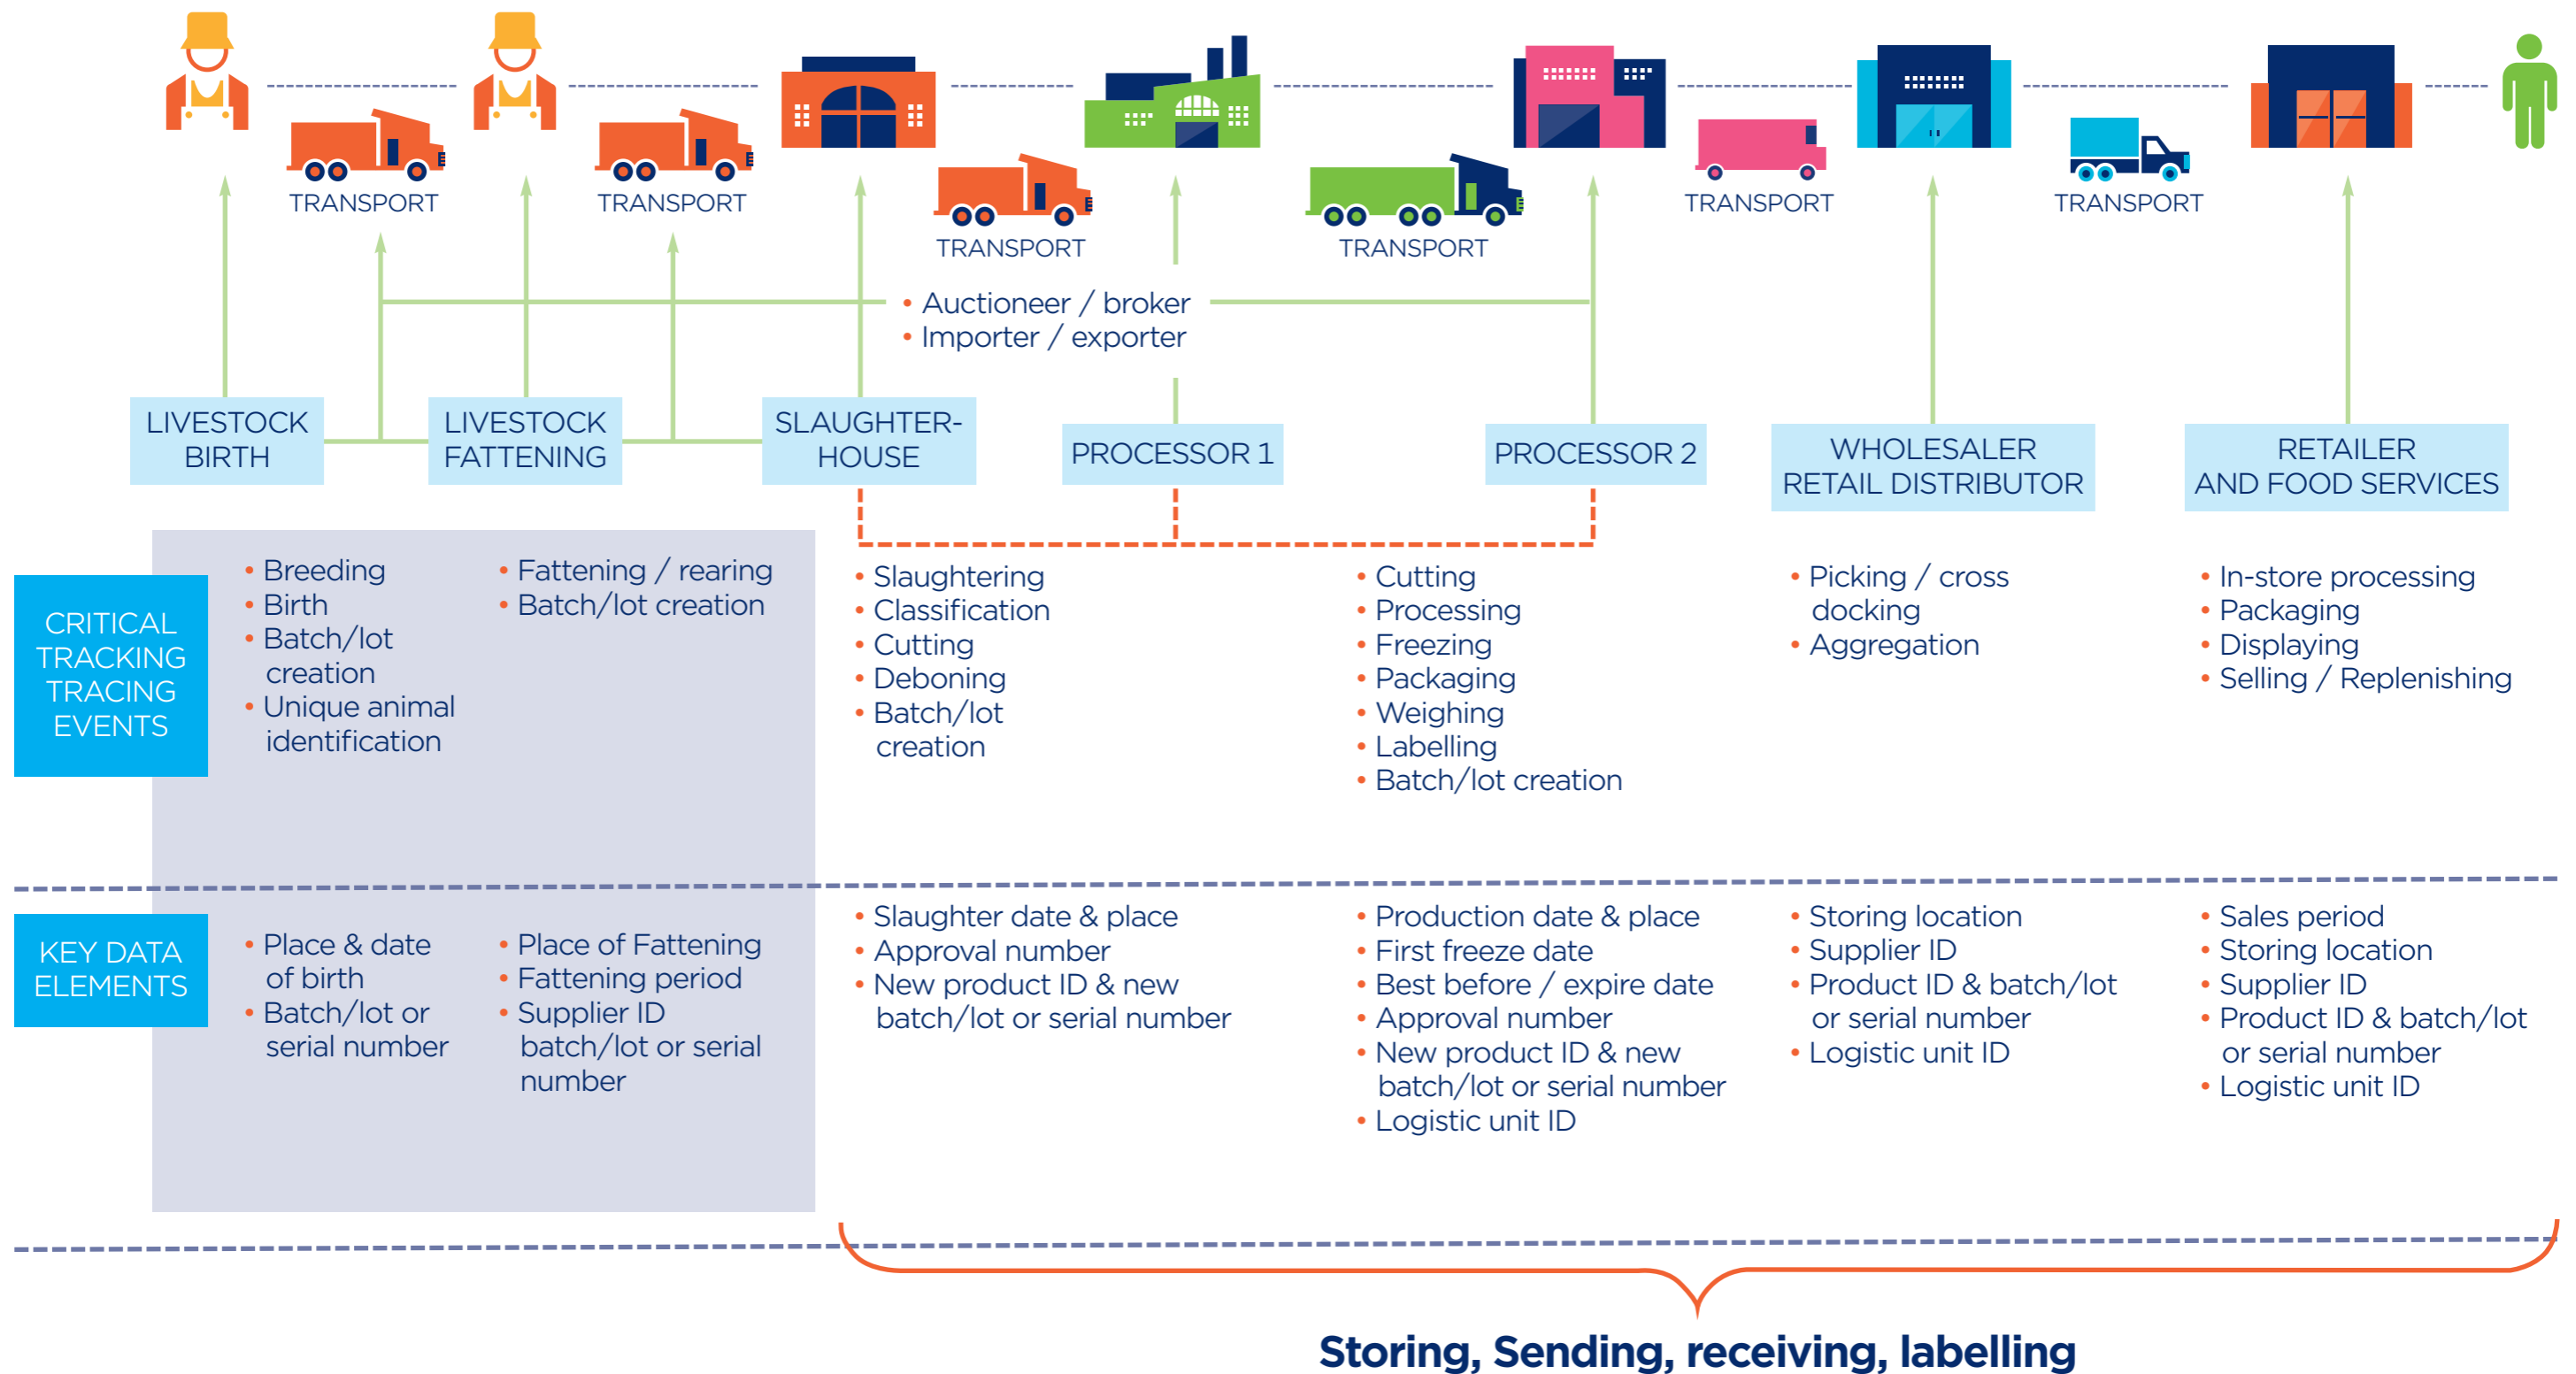 TRANSPORT
TRANSPORT
TRANSPORT
TRANSPORT
TRANSPORT
TRANSPORT
• Auctioneer / broker
• Importer / exporter
LIVESTOCK
BIRTH
LIVESTOCK
FATTENING
SLAUGHTER-
HOUSE
PROCESSOR 1
PROCESSOR 2
WHOLESALER
RETAIL DISTRIBUTOR
RETAILER
AND FOOD SERVICES
CRITICAL
TRACKING
TRACING
EVENTS
• Breeding
• Birth
• Batch/lot
creation
• Unique animal
identification
• Fattening / rearing
• Batch/lot creation
• Slaughtering
• Classification
• Cutting
• Deboning
• Batch/lot
creation
• Cutting
• Processing
• Freezing
• Packaging
• Weighing
• Labelling
• Batch/lot creation
• Picking / cross
docking
• Aggregation
• In-store processing
• Packaging
• Displaying
• Selling / Replenishing
KEY DATA
ELEMENTS
• Place & date
of birth
• Batch/lot or
serial number
• Place of Fattening
• Fattening period
• Supplier ID
batch/lot or serial
number
• Slaughter date & place
• Approval number
• New product ID & new
batch/lot or serial number
• Production date & place
• First freeze date
• Best before / expire date
• Approval number
• New product ID & new
batch/lot or serial number
• Logistic unit ID
• Storing location
• Supplier ID
• Product ID & batch/lot
or serial number
• Logistic unit ID
• Sales period
• Storing location
• Supplier ID
• Product ID & batch/lot
or serial number
• Logistic unit ID
Storing, Sending, receiving, labelling